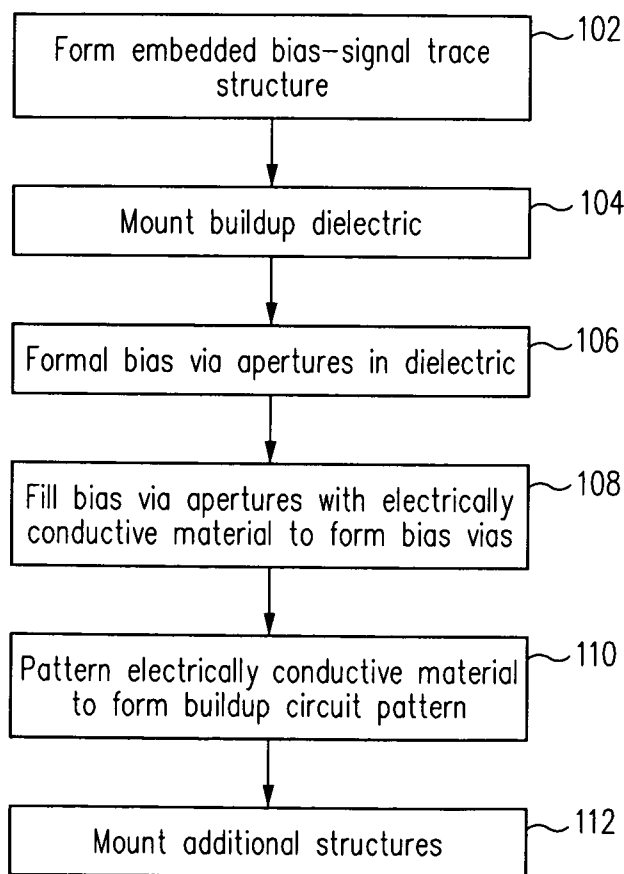 Form embedded bias-signal trace
structure
102
Mount buildup dielectric
104
Formal bias via apertures in dielectric
106
Fill bias via apertures with electrically
conductive material to form bias vias
108
Pattern electrically conductive material
to form buildup circuit pattern
110
Mount additional structures
112